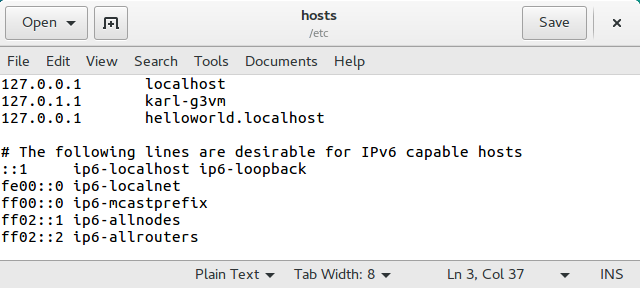 Open hosts Save
/etc
File Edit View Search Tools Documents Help
127.0.0.1 localhost
127.0.1.1 karl-g3vm
127.0.0.1 helloworld.localhost
# The following lines are desirable for IPv6 capable hosts
::1 ip6-localhost ip6-loopback
fe00::0 ip6-localnet
ff00::0 ip6-mcastprefix
ff02::1 ip6-allnodes
ff02::2 ip6-allrouters
Plain Text Tab Width: 8 Ln 3, Col 37 INS